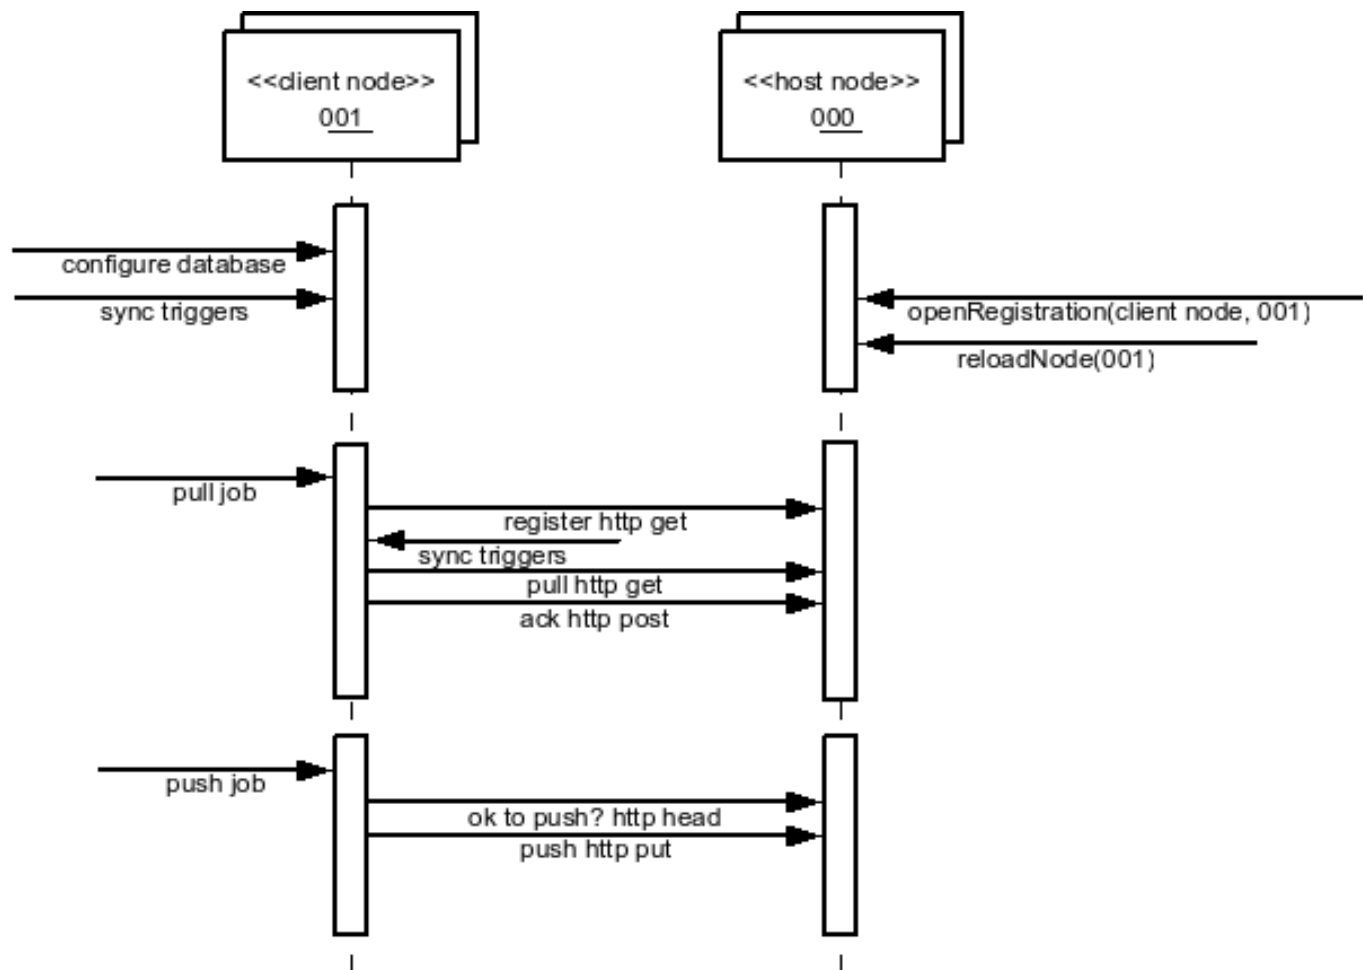 <<client node>>
001
<<host node>>
000
configure database
sync triggers
openRegistration(client node, 001)
reloadNode(001)
pull job
register http get
sync triggers
pull http get
ack http post
push job
ok to push? http head
push http put